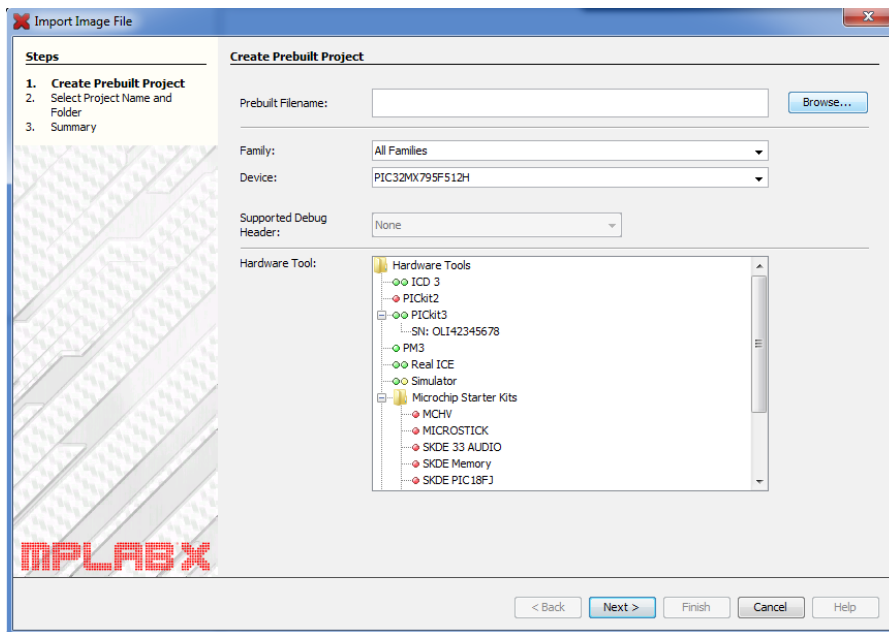 Import Image File
Steps
1. Create Prebuilt Project
2. Select Project Name and
Folder
3. Summary
Create Prebuilt Project
Prebuilt Filename:
Browse...
Family:
All Families
Device:
PIC32MX795F512H
Supported Debug
Header:
None
Hardware Tool:
Hardware Tools
ICD 3
PICkit2
PICkit3
SN: OLI42345678
PM3
Real ICE
Simulator
Microchip Starter Kits
MCHV
MICROSTICK
SKDE 33 AUDIO
SKDE Memory
SKDE PIC18FJ
MPLAB X
< Back
Next >
Finish
Cancel
Help